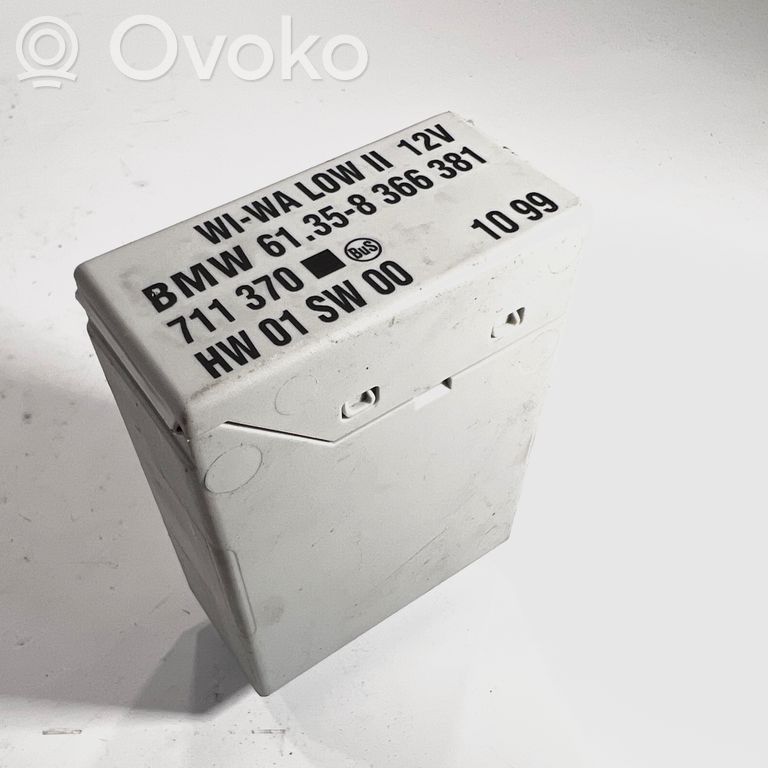 Ovoko
WI-WA LOW II 12V
BMW 61.35-8 366 381
711 370 ■ BuS
HW 01 SW 00 10 99